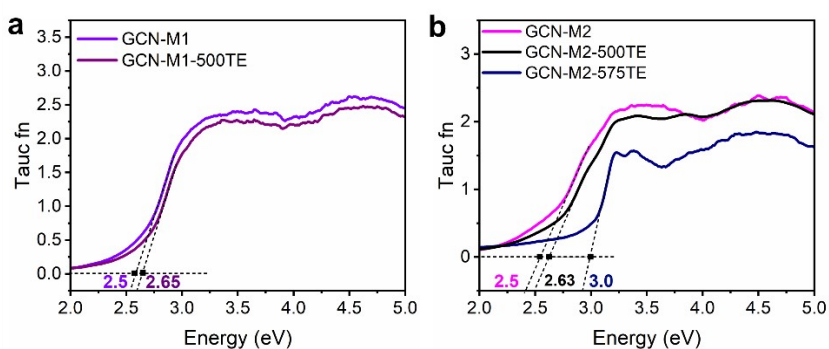 a
GCN-M1
GCN-M1-500TE
3.5
3.0
2.5
2.0
1.5
1.0
0.5
0.0
Tauc fn
2.5
2.65
2.0
2.5
3.0
3.5
4.0
4.5
5.0
Energy (eV)
b
GCN-M2
GCN-M2-500TE
GCN-M2-575TE
3
2
1
0
Tauc fn
2.5
2.63
3.0
2.0
2.5
3.0
3.5
4.0
4.5
5.0
Energy (eV)